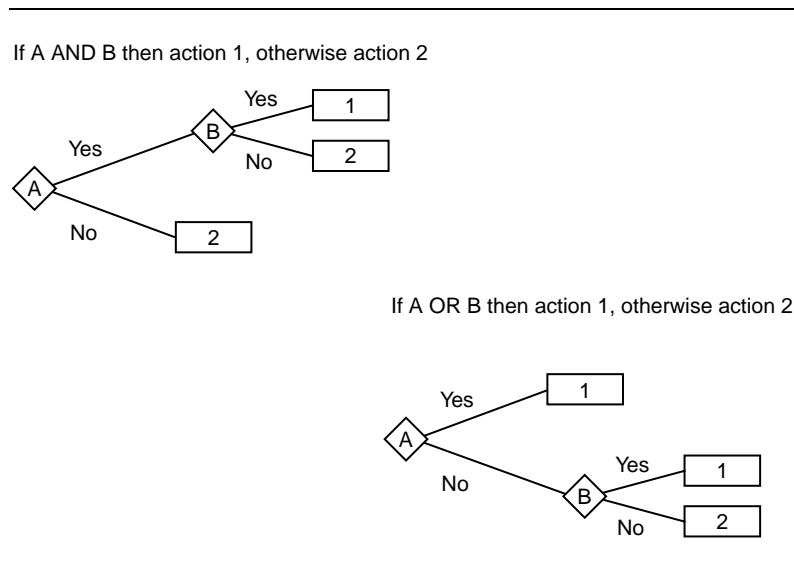 If A AND B then action 1, otherwise action 2
Yes
1
B
Yes
No
2
A
No
2
If A OR B then action 1, otherwise action 2
Yes
1
A
No
Yes
1
B
No
2